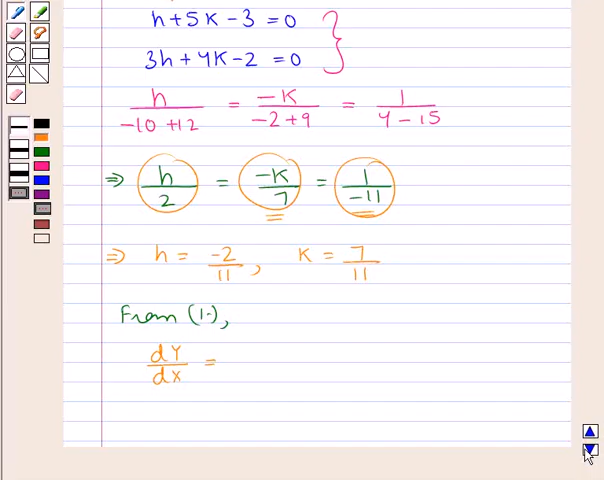 h + 5k - 3 = 0
3h + 4k - 2 = 0
h/(-10 + 12) = -k/(-2 + 9) = 1/(4 - 15)
⇒ h/2 = -k/7 = 1/-11
⇒ h = -2/11, k = 7/11
From (1),
dY/dX =